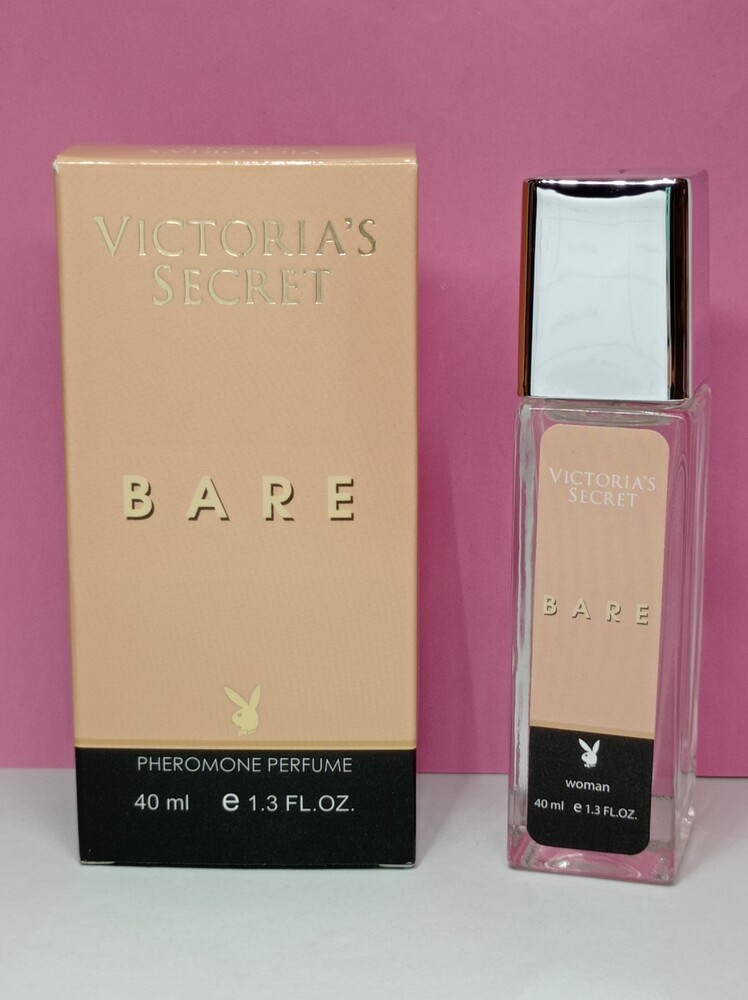 VICTORIA'S
SECRET
BARE
PHEROMONE PERFUME
40 ml e 1.3 FL.OZ.
VICTORIA'S
SECRET
BARE
woman
40 ml e 1.3 FL.OZ.